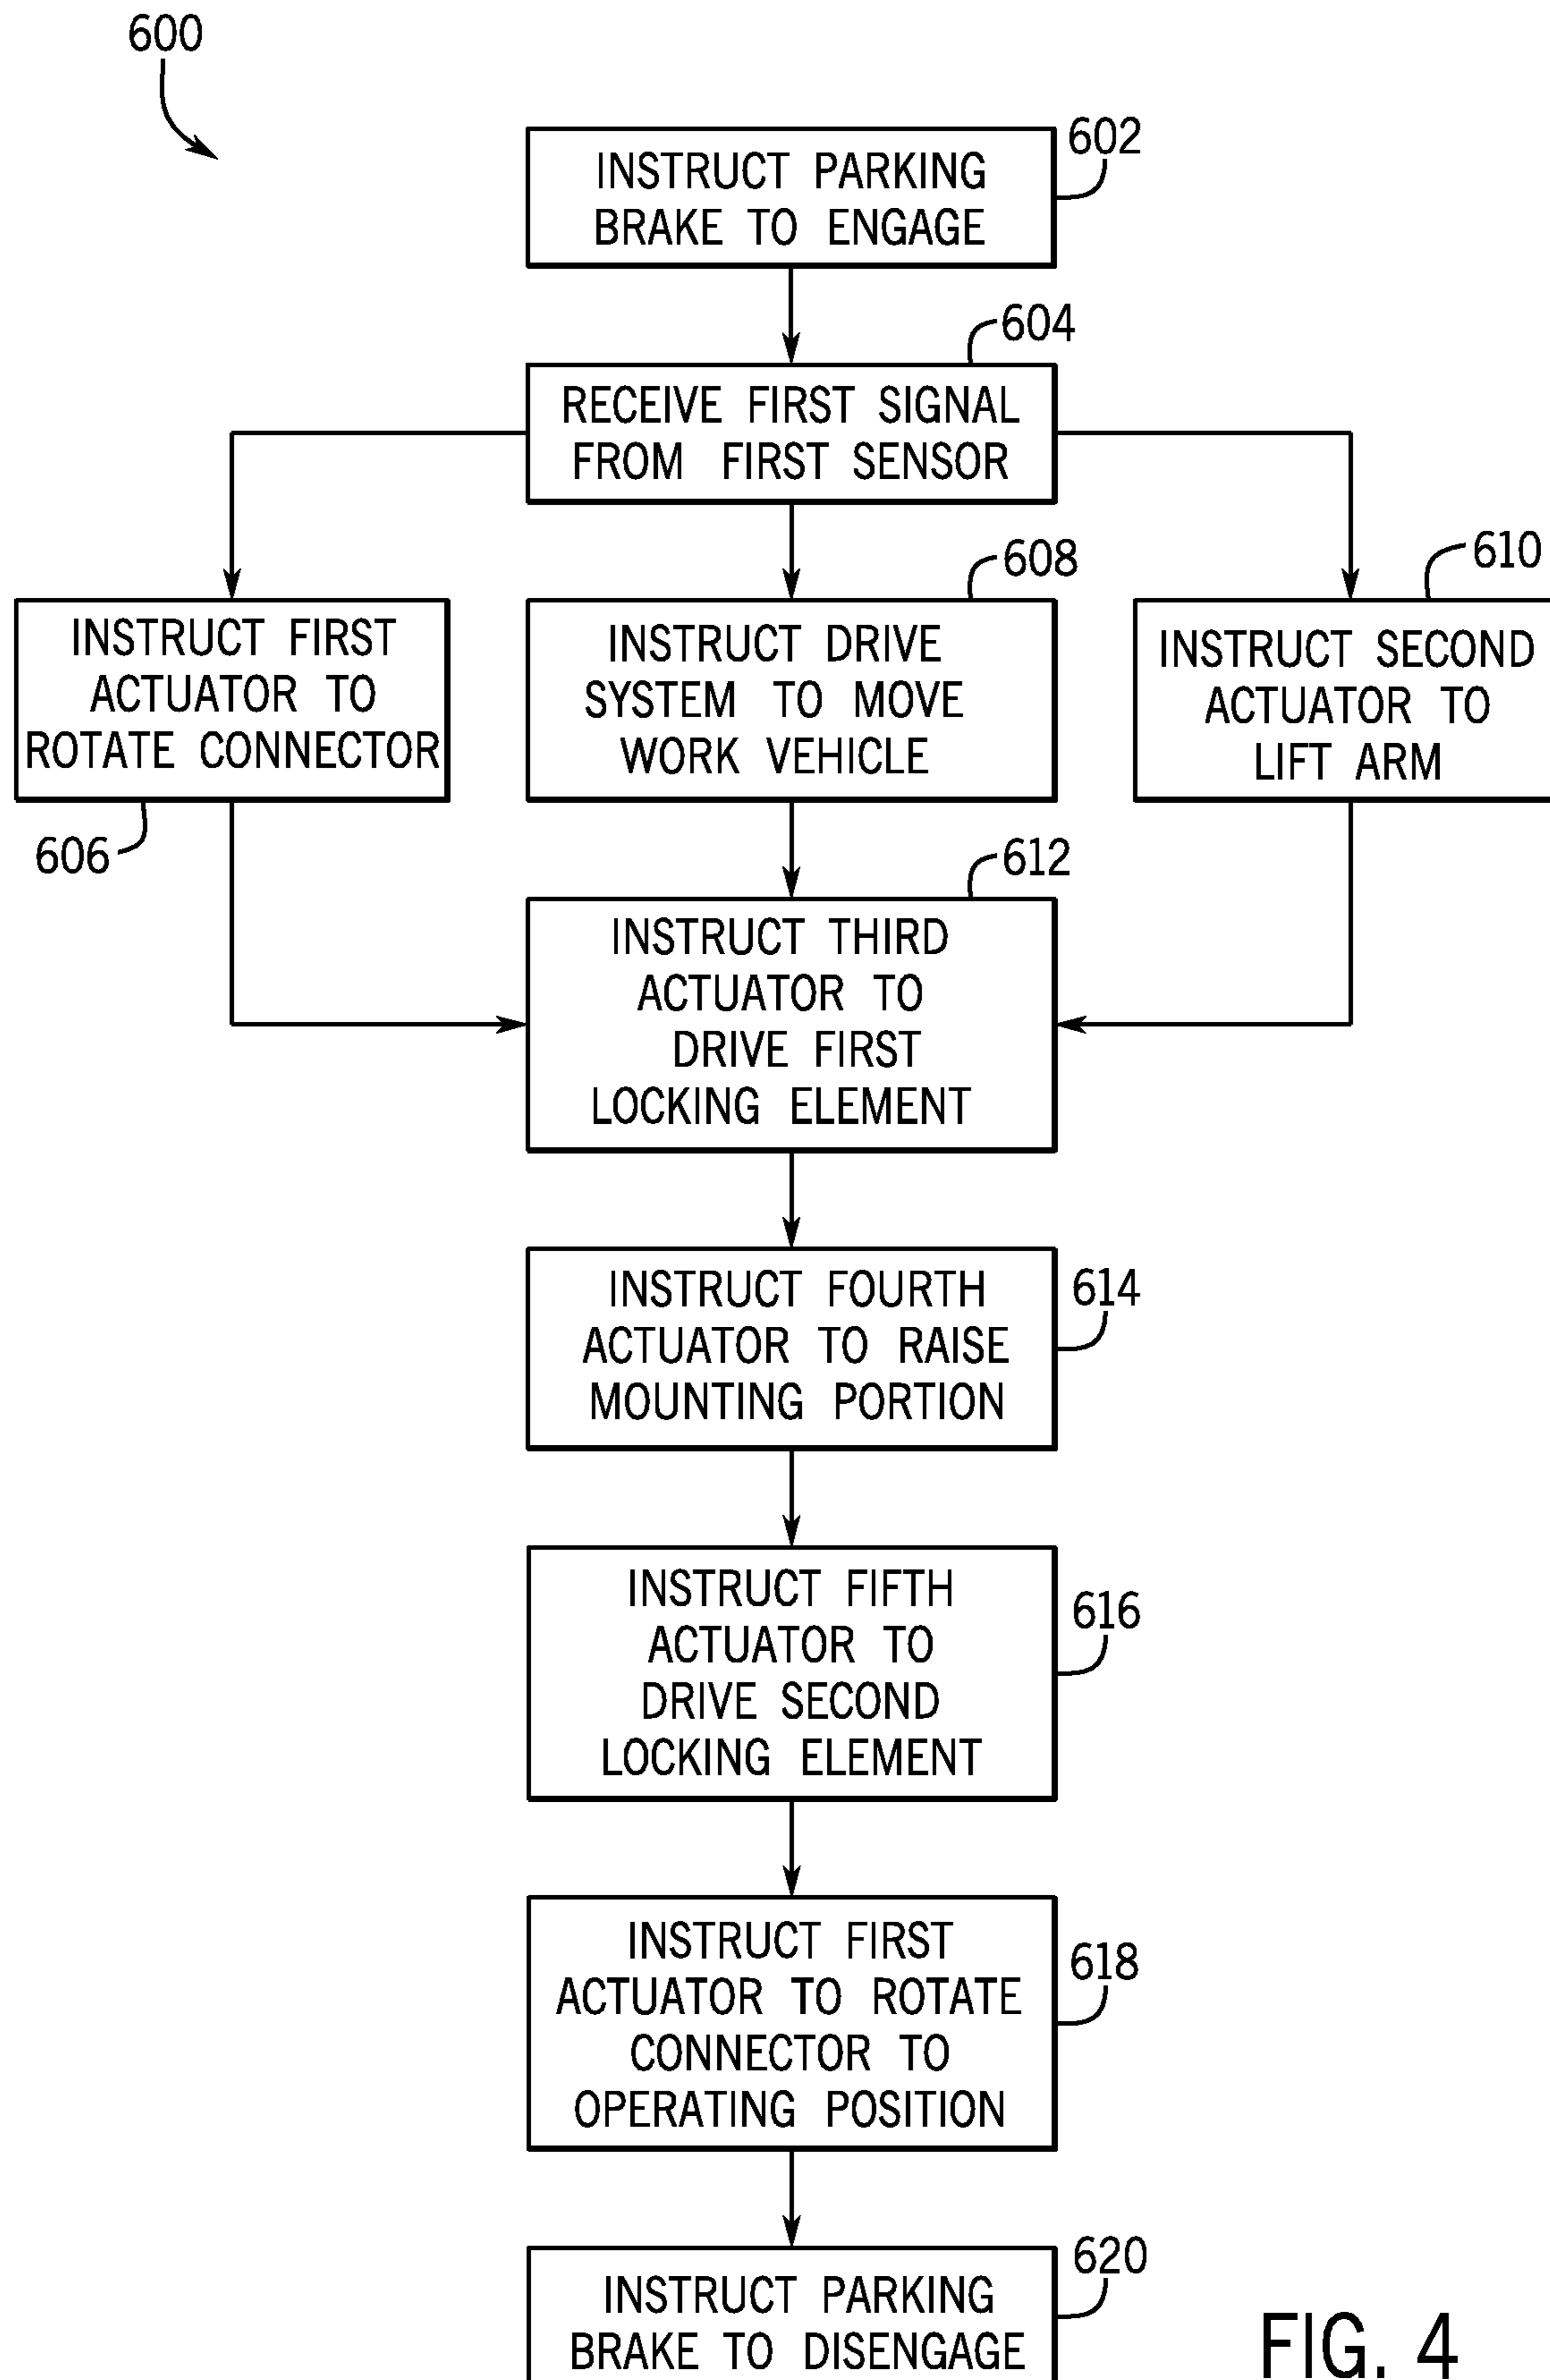 600
602
INSTRUCT PARKING
BRAKE TO ENGAGE
604
RECEIVE FIRST SIGNAL
FROM FIRST SENSOR
606
INSTRUCT FIRST
ACTUATOR TO
ROTATE CONNECTOR
608
INSTRUCT DRIVE
SYSTEM TO MOVE
WORK VEHICLE
610
INSTRUCT SECOND
ACTUATOR TO
LIFT ARM
612
INSTRUCT THIRD
ACTUATOR TO
DRIVE FIRST
LOCKING ELEMENT
614
INSTRUCT FOURTH
ACTUATOR TO RAISE
MOUNTING PORTION
616
INSTRUCT FIFTH
ACTUATOR TO
DRIVE SECOND
LOCKING ELEMENT
618
INSTRUCT FIRST
ACTUATOR TO ROTATE
CONNECTOR TO
OPERATING POSITION
620
INSTRUCT PARKING
BRAKE TO DISENGAGE
FIG. 4